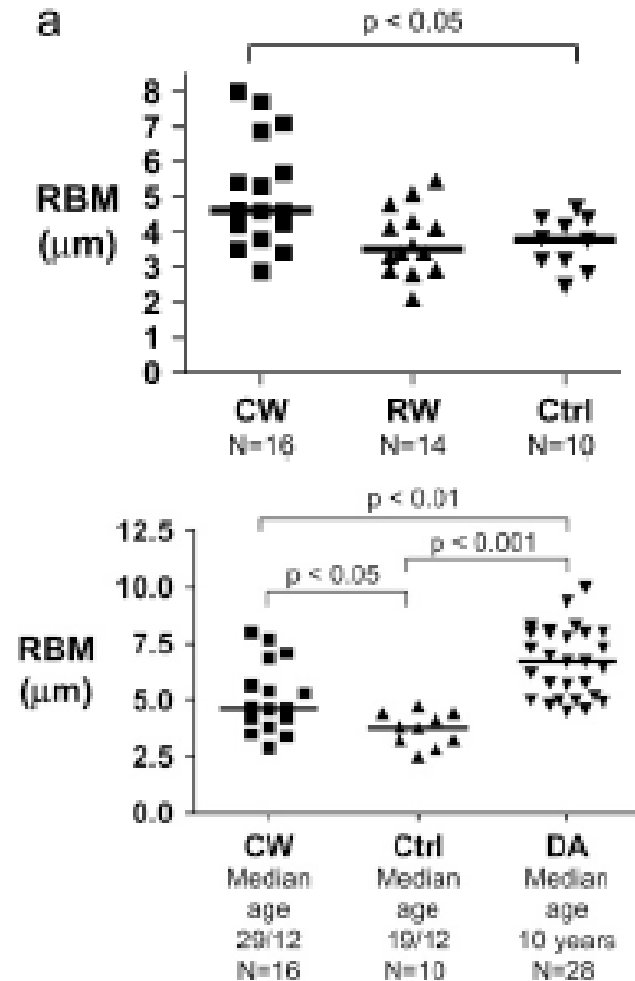 a
p < 0.05
RBM
(μm)
8
7
6
5
4
3
2
1
0
CW
RW
Ctrl
N=16
N=14
N=10
p < 0.01
p < 0.001
p < 0.05
RBM
(μm)
12.5
10.0
7.5
5.0
2.5
0.0
CW
Median
age
29/12
N=16
Ctrl
Median
age
19/12
N=10
DA
Median
age
10 years
N=28